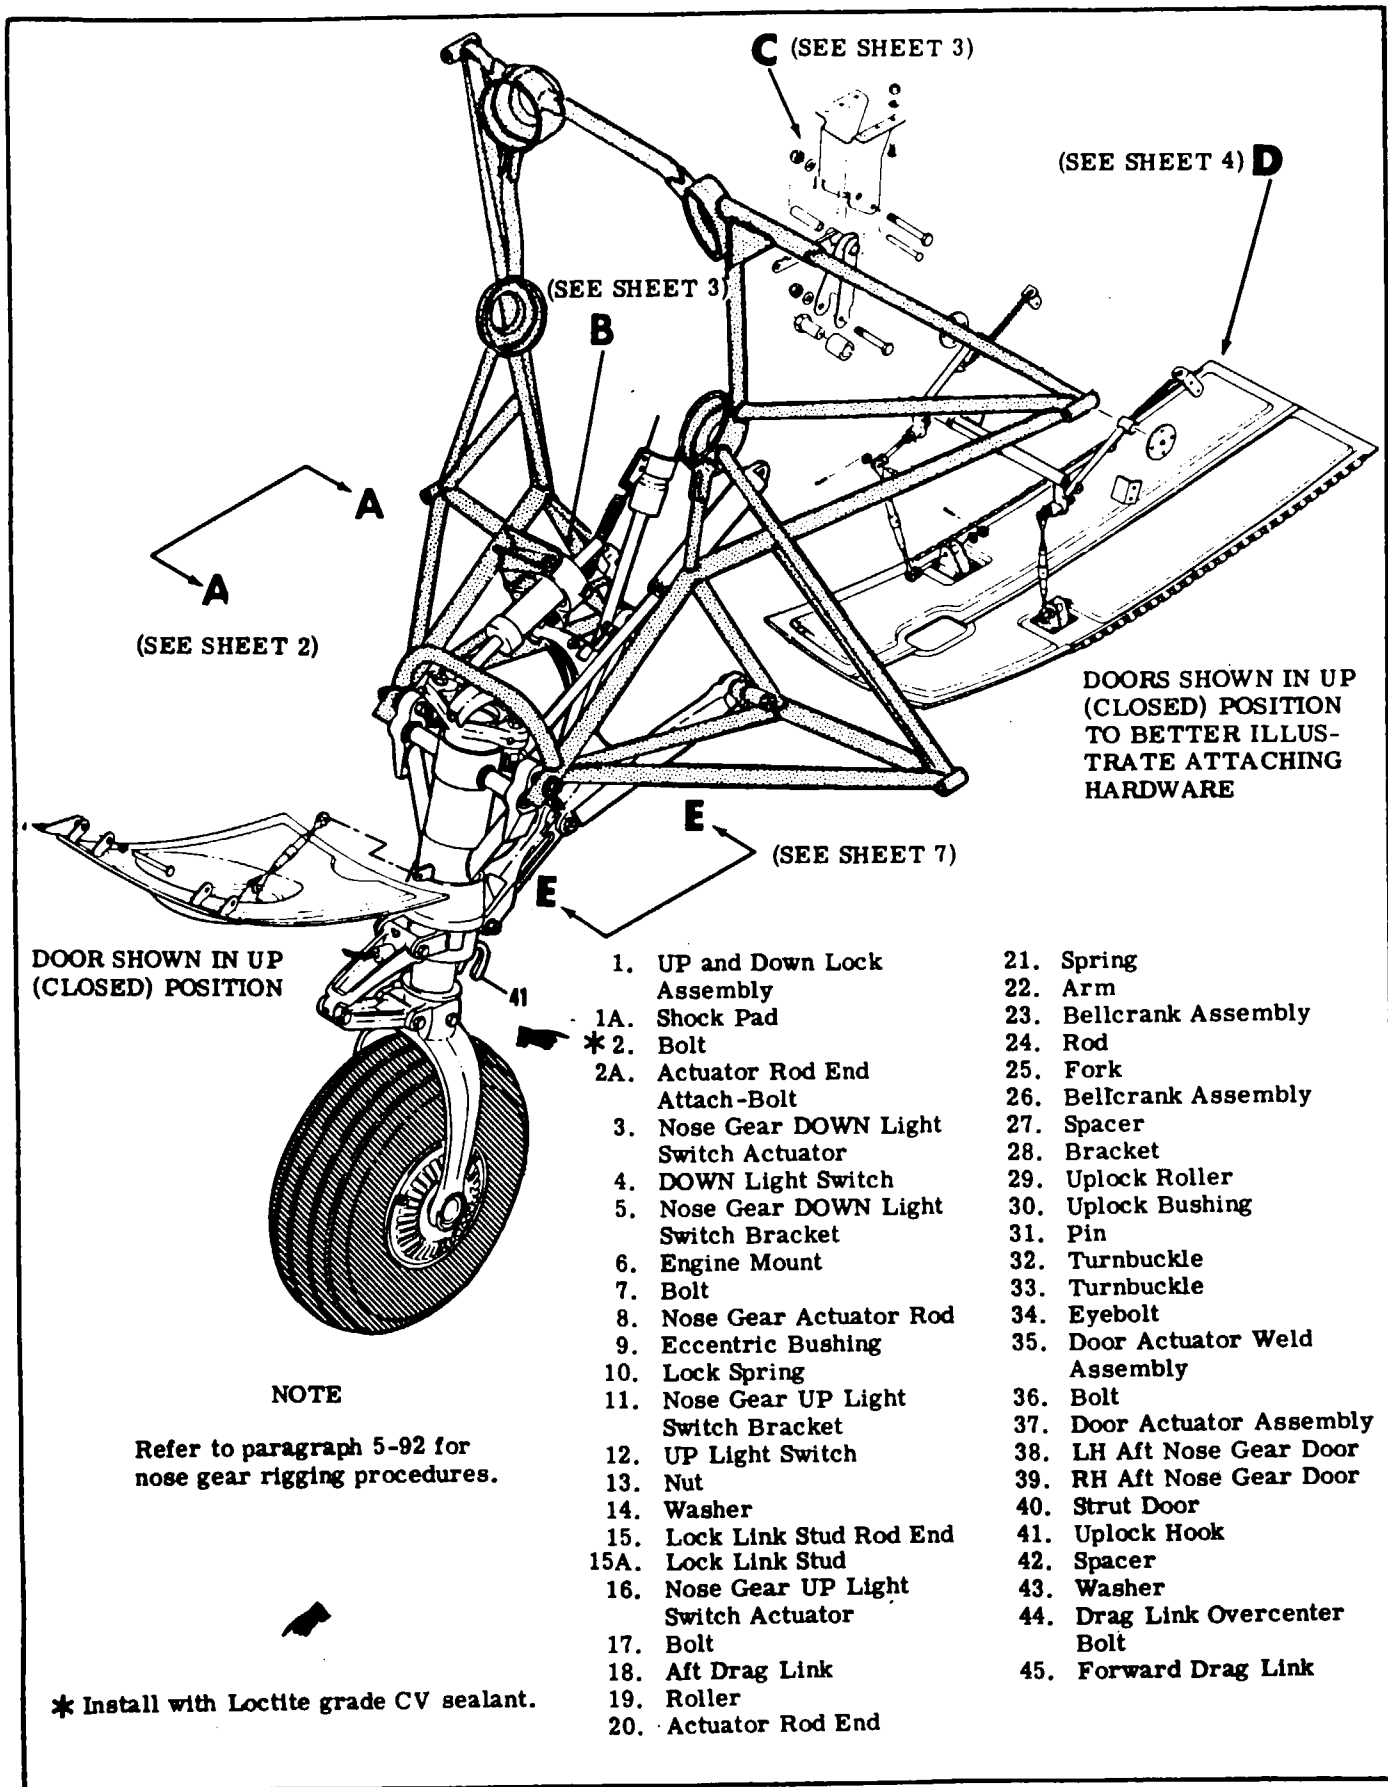 C (SEE SHEET 3)
(SEE SHEET 4) D
(SEE SHEET 3)
B
A
A
(SEE SHEET 2)
DOORS SHOWN IN UP
(CLOSED) POSITION
TO BETTER ILLUS-
TRATE ATTACHING
HARDWARE
E
(SEE SHEET 7)
E
DOOR SHOWN IN UP
(CLOSED) POSITION
41
1. UP and Down Lock
Assembly
1A. Shock Pad
* 2. Bolt
2A. Actuator Rod End
Attach-Bolt
3. Nose Gear DOWN Light
Switch Actuator
4. DOWN Light Switch
5. Nose Gear DOWN Light
Switch Bracket
6. Engine Mount
7. Bolt
8. Nose Gear Actuator Rod
9. Eccentric Bushing
10. Lock Spring
11. Nose Gear UP Light
Switch Bracket
12. UP Light Switch
13. Nut
14. Washer
15. Lock Link Stud Rod End
15A. Lock Link Stud
16. Nose Gear UP Light
Switch Actuator
17. Bolt
18. Aft Drag Link
19. Roller
20. Actuator Rod End
21. Spring
22. Arm
23. Bellcrank Assembly
24. Rod
25. Fork
26. Bellcrank Assembly
27. Spacer
28. Bracket
29. Uplock Roller
30. Uplock Bushing
31. Pin
32. Turnbuckle
33. Turnbuckle
34. Eyebolt
35. Door Actuator Weld
Assembly
36. Bolt
37. Door Actuator Assembly
38. LH Aft Nose Gear Door
39. RH Aft Nose Gear Door
40. Strut Door
41. Uplock Hook
42. Spacer
43. Washer
44. Drag Link Overcenter
Bolt
45. Forward Drag Link
NOTE
Refer to paragraph 5-92 for
nose gear rigging procedures.
* Install with Loctite grade CV sealant.